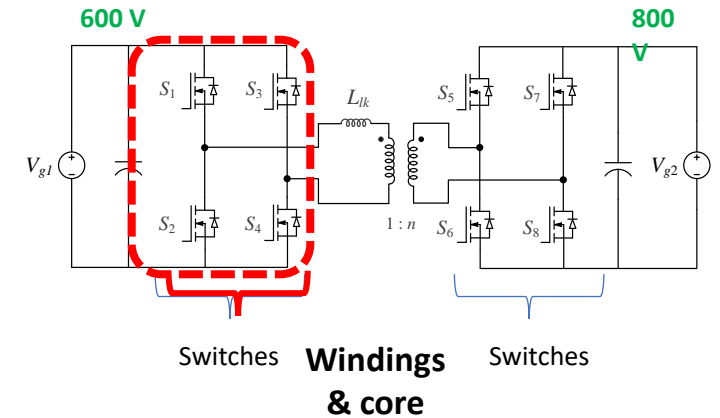 600 V
800
V
S1
S3
Llk
S5
S7
Vg1
Vg2
S2
S4
1 : n
S6
S8
Switches
Windings
& core
Switches